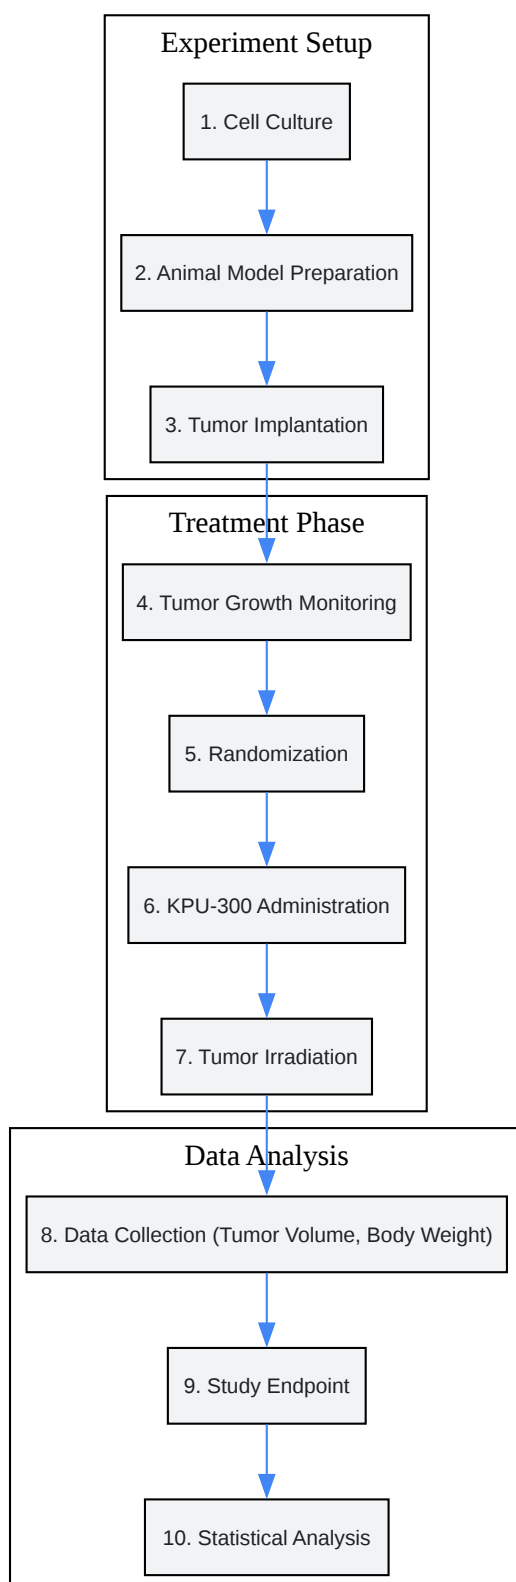 Experiment Setup
1. Cell Culture
2. Animal Model Preparation
3. Tumor Implantation
Treatment Phase
4. Tumor Growth Monitoring
5. Randomization
6. KPU-300 Administration
7. Tumor Irradiation
Data Analysis
8. Data Collection (Tumor Volume, Body Weight)
9. Study Endpoint
10. Statistical Analysis